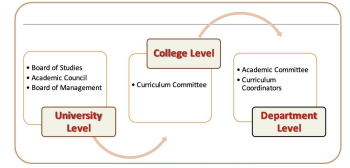 • Board of Studies
• Academic Council
• Board of Management
University
Level
College Level
• Curriculum Committee
• Academic Committee
• Curriculum
Coordinators
Department
Level